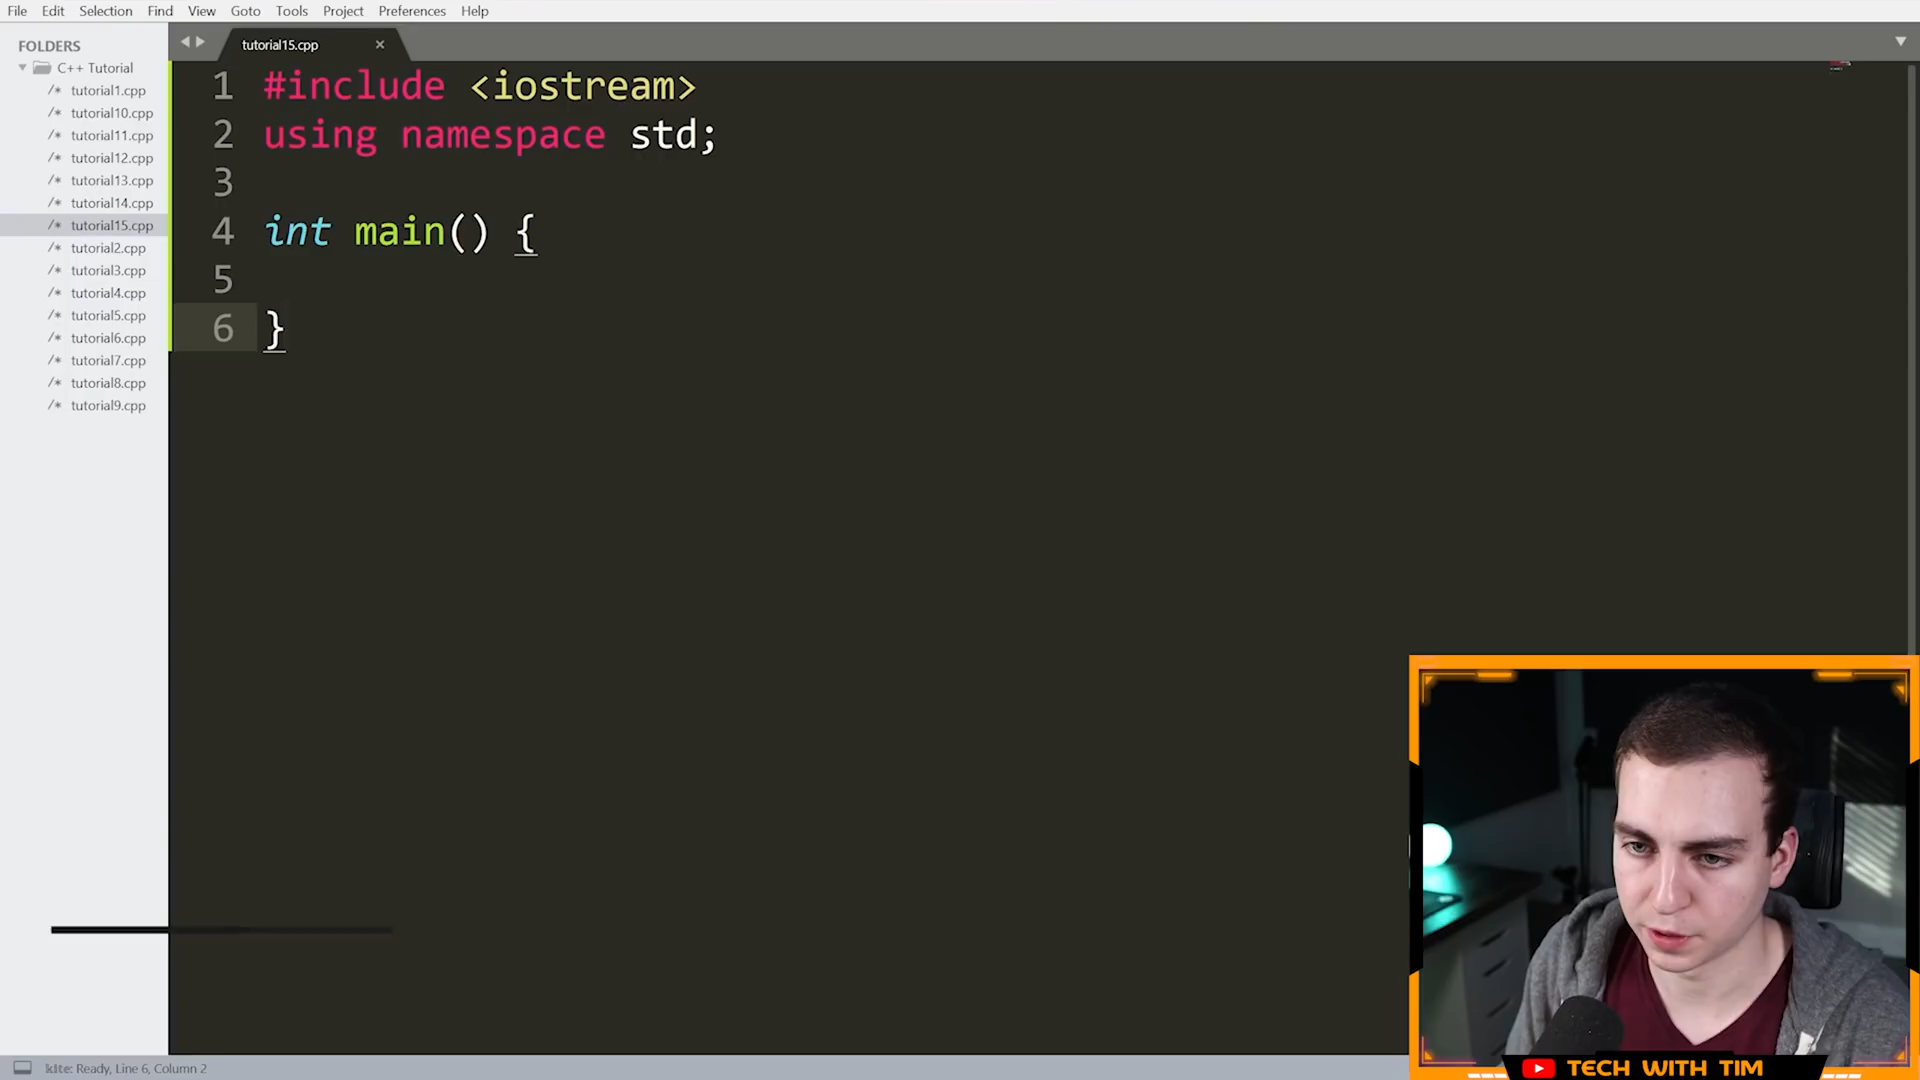 File Edit Selection Find View Goto Tools Project Preferences Help
FOLDERS
C++ Tutorial
/* tutorial1.cpp
/* tutorial10.cpp
/* tutorial11.cpp
/* tutorial12.cpp
/* tutorial13.cpp
/* tutorial14.cpp
/* tutorial15.cpp
/* tutorial2.cpp
/* tutorial3.cpp
/* tutorial4.cpp
/* tutorial5.cpp
/* tutorial6.cpp
/* tutorial7.cpp
/* tutorial8.cpp
/* tutorial9.cpp
tutorial15.cpp
1 #include <iostream>
2 using namespace std;
3
4 int main() {
5
6 }
kite: Ready, Line 6, Column 2
TECH WITH TIM